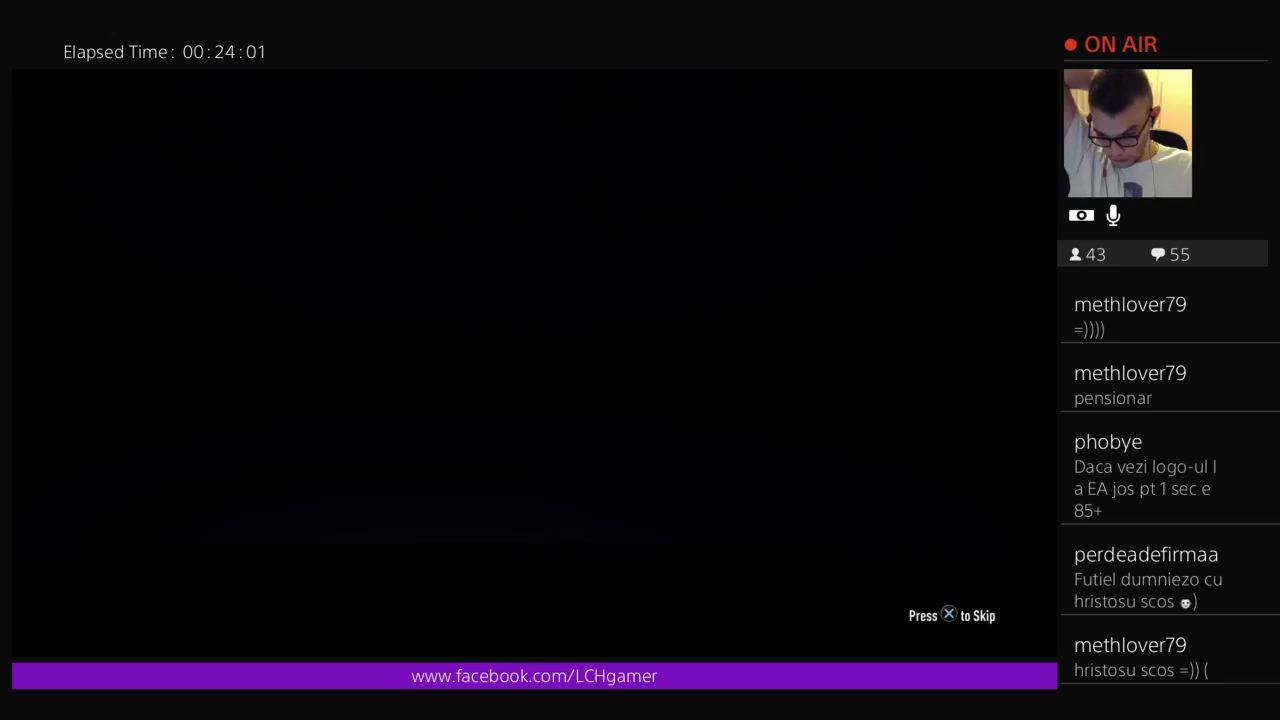 Elapsed Time: 00:24:01
ON AIR
43 55
methlover79
=))))
methlover79
pensionar
phobye
Daca vezi logo-ul l
a EA jos pt 1 sec e
85+
perdeadefirmaa
Futiel dumniezo cu
hristosu scos )
methlover79
hristosu scos =)) (
Press to Skip
www.facebook.com/LCHgamer